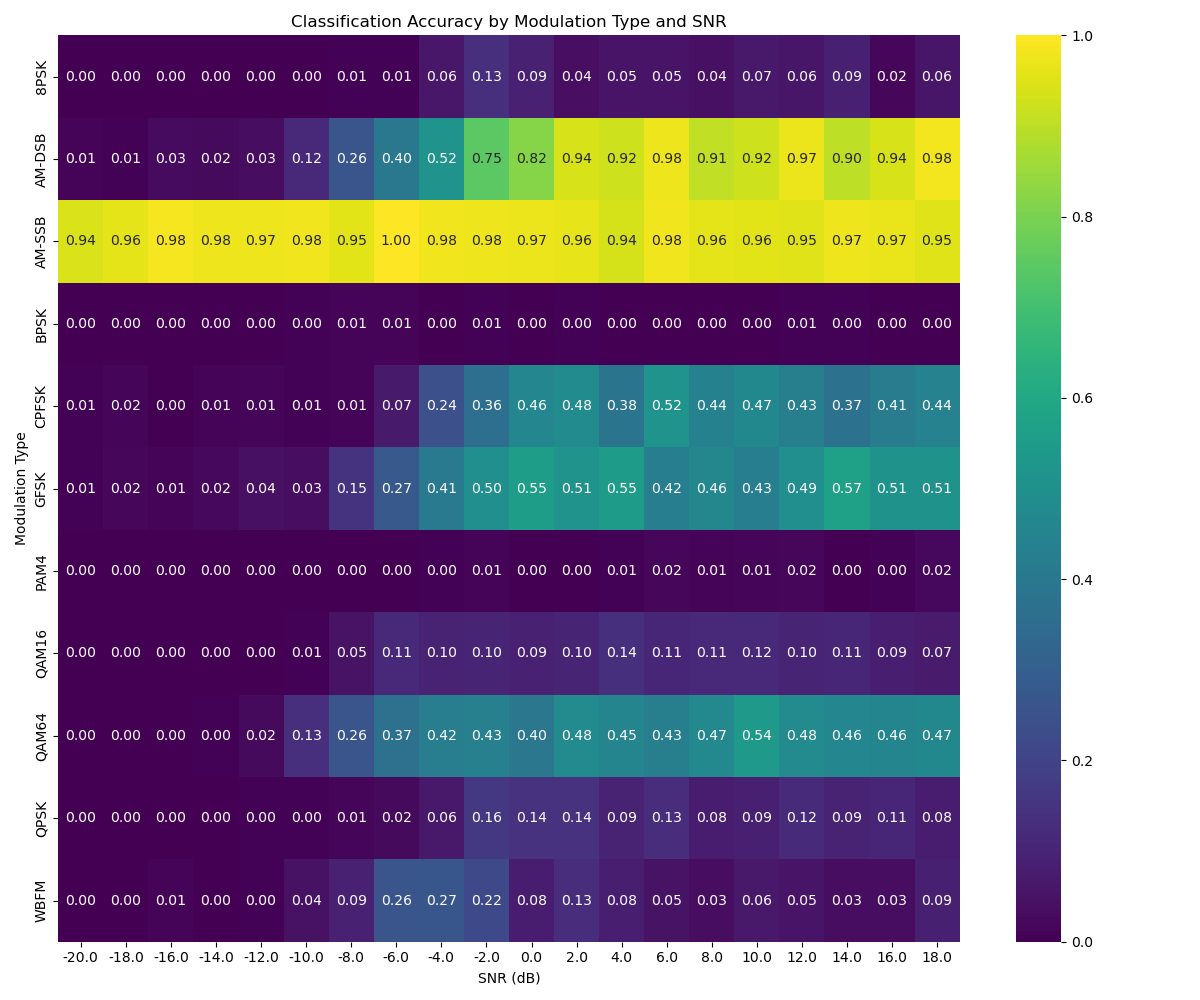 Classification Accuracy by Modulation Type and SNR
8PSK 0.00 0.00 0.00 0.00 0.00 0.00 0.01 0.01 0.06 0.13 0.09 0.04 0.05 0.05 0.04 0.07 0.06 0.09 0.02 0.06
AM-DSB 0.01 0.01 0.03 0.02 0.03 0.12 0.26 0.40 0.52 0.75 0.82 0.94 0.92 0.98 0.91 0.92 0.97 0.90 0.94 0.98
AM-SSB 0.94 0.96 0.98 0.98 0.97 0.98 0.95 1.00 0.98 0.98 0.97 0.96 0.94 0.98 0.96 0.96 0.95 0.97 0.97 0.95
BPSK 0.00 0.00 0.00 0.00 0.00 0.00 0.01 0.01 0.00 0.01 0.00 0.00 0.00 0.00 0.00 0.00 0.01 0.00 0.00 0.00
CPFSK 0.01 0.02 0.00 0.01 0.01 0.01 0.01 0.07 0.24 0.36 0.46 0.48 0.38 0.52 0.44 0.47 0.43 0.37 0.41 0.44
GFSK 0.01 0.02 0.01 0.02 0.04 0.03 0.15 0.27 0.41 0.50 0.55 0.51 0.55 0.42 0.46 0.43 0.49 0.57 0.51 0.51
PAM4 0.00 0.00 0.00 0.00 0.00 0.00 0.00 0.00 0.00 0.01 0.00 0.00 0.01 0.02 0.01 0.01 0.02 0.00 0.00 0.02
QAM16 0.00 0.00 0.00 0.00 0.00 0.01 0.05 0.11 0.10 0.10 0.09 0.10 0.14 0.11 0.11 0.12 0.10 0.11 0.09 0.07
QAM64 0.00 0.00 0.00 0.00 0.02 0.13 0.26 0.37 0.42 0.43 0.40 0.48 0.45 0.43 0.47 0.54 0.48 0.46 0.46 0.47
QPSK 0.00 0.00 0.00 0.00 0.00 0.00 0.01 0.02 0.06 0.16 0.14 0.14 0.09 0.13 0.08 0.09 0.12 0.09 0.11 0.08
WBFM 0.00 0.00 0.01 0.00 0.00 0.04 0.09 0.26 0.27 0.22 0.08 0.13 0.08 0.05 0.03 0.06 0.05 0.03 0.03 0.09
-20.0 -18.0 -16.0 -14.0 -12.0 -10.0 -8.0 -6.0 -4.0 -2.0 0.0 2.0 4.0 6.0 8.0 10.0 12.0 14.0 16.0 18.0
SNR (dB)
Modulation Type
1.0
0.8
0.6
0.4
0.2
0.0